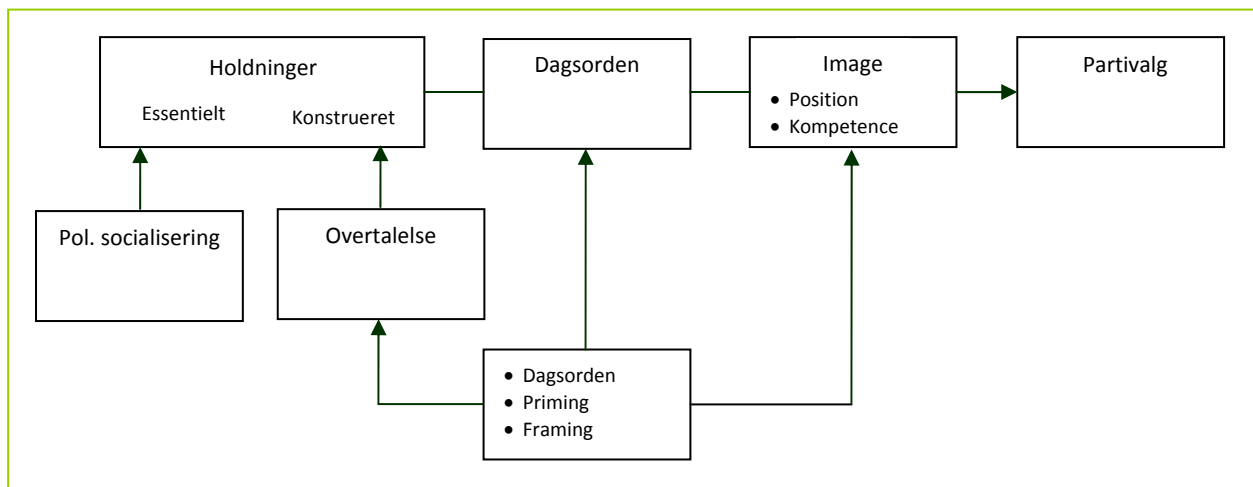 Holdninger
Essentielt
Konstrueret
Dagsorden
Image
• Position
• Kompetence
Partivalg
Pol. socialisering
Overtalelse
• Dagsorden
• Priming
• Framing